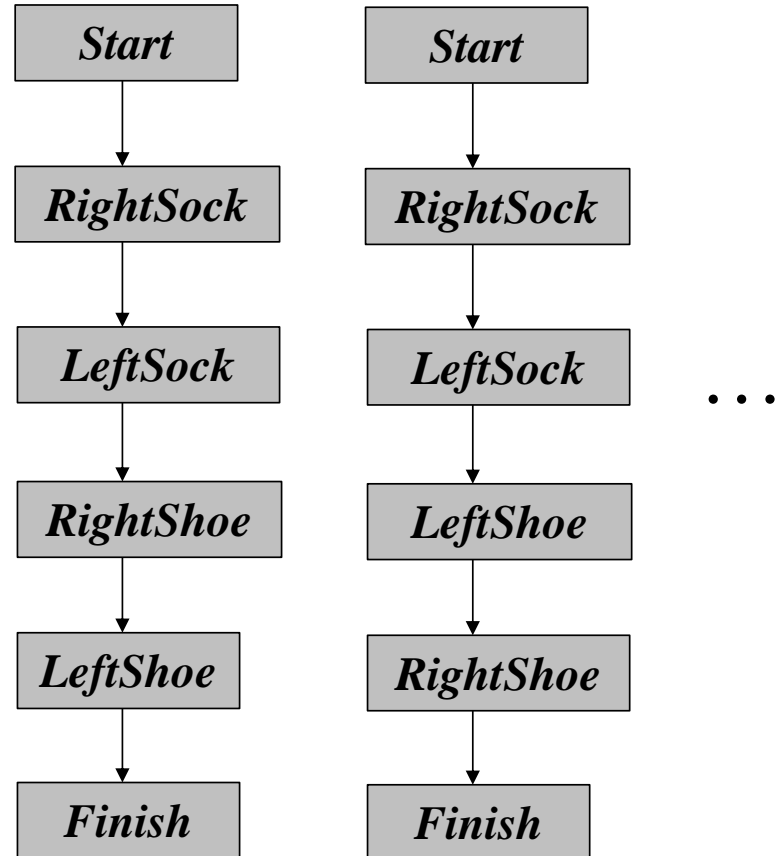 Start
RightSock
LeftSock
RightShoe
LeftShoe
Finish
Start
RightSock
LeftSock
LeftShoe
RightShoe
Finish
. . .